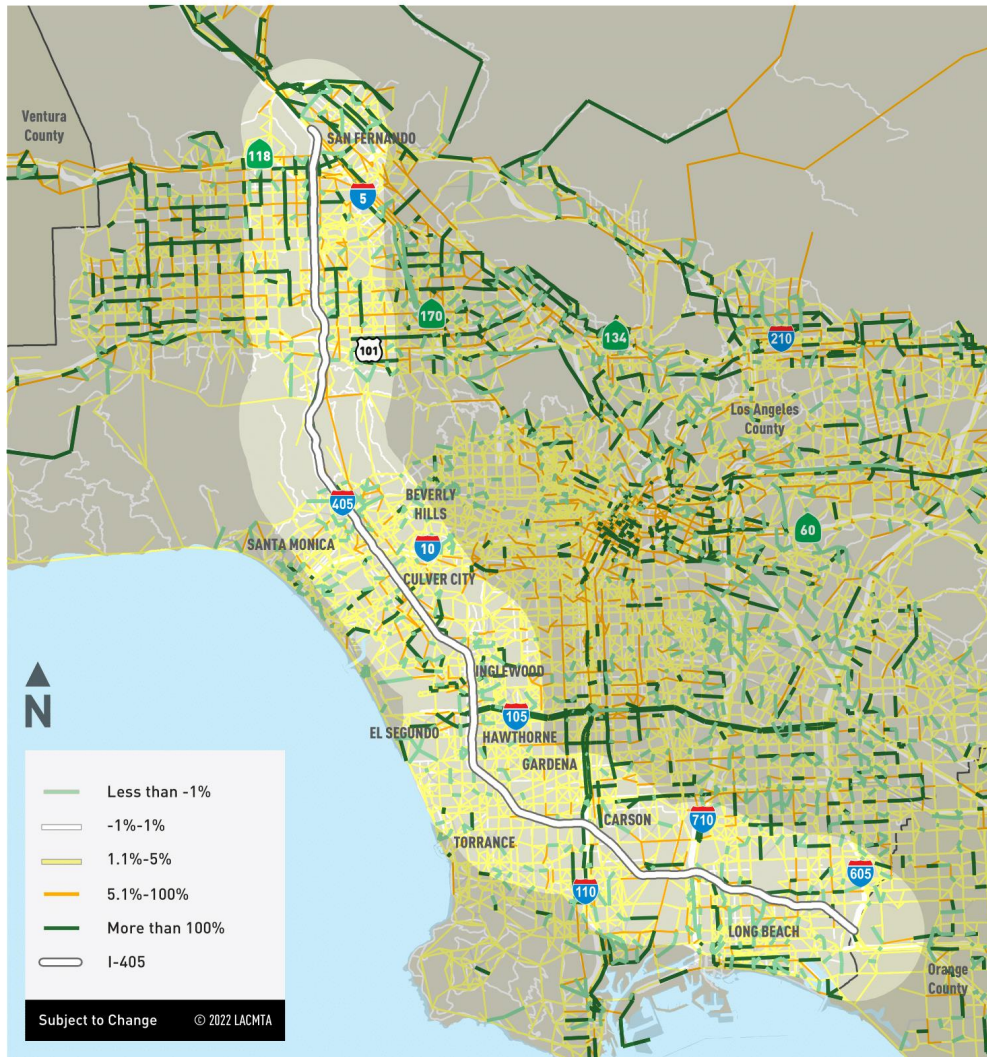 Ventura
County
SAN FERNANDO
118
5
170
134
210
101
Los Angeles
County
BEVERLY
HILLS
405
60
SANTA MONICA
10
CULVER CITY
INGLEWOOD
N
105
EL SEGUNDO
HAWTHORNE
GARDENA
CARSON
710
TORRANCE
605
110
LONG BEACH
Orange
County
Less than -1%
-1%-1%
1.1%-5%
5.1%-100%
More than 100%
I-405
Subject to Change © 2022 LACMTA